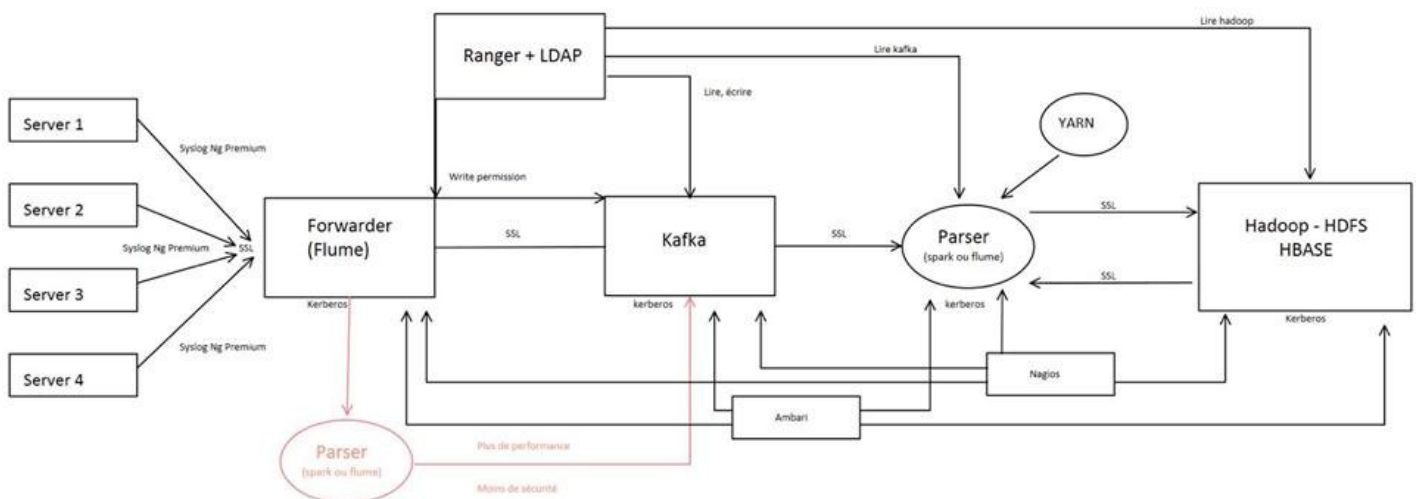 Lire hadoop
Ranger + LDAP
Lire kafka
Lire, écrire
Server 1
YARN
Syslog Ng Premium
Write permission
Server 2
Forwarder
(Flume)
Kafka
Parser
(spark ou flume)
Hadoop - HDFS
HBASE
SSL
SSL
SSL
SSL
Syslog Ng Premium
SSL
SSL
Server 3
Kerberos
kerberos
kerberos
Kerberos
Syslog Ng Premium
Server 4
Nagios
Ambari
Parser
(spark ou flume)
Plus de performance
Moins de sécurité